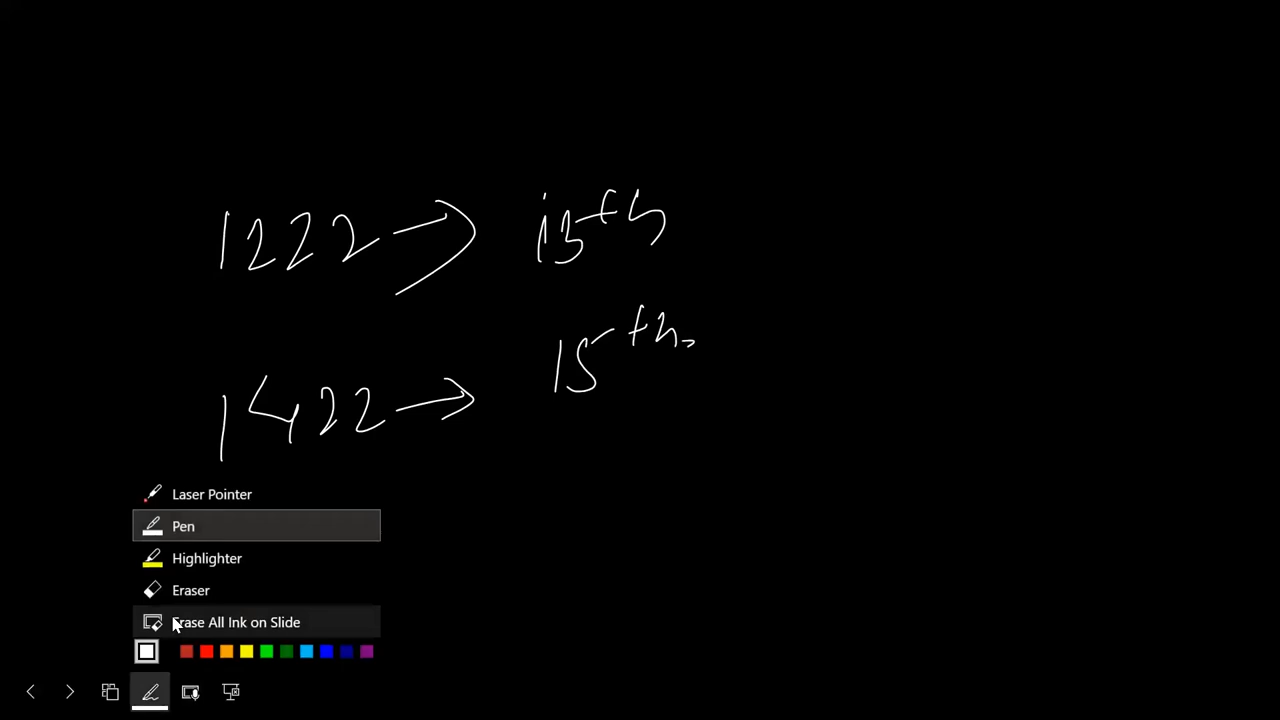 1222 → 13th
15th
1422 →
Laser Pointer
Pen
Highlighter
Eraser
Erase All Ink on Slide